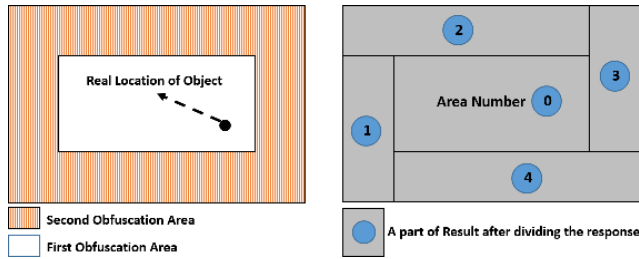 Real Location of Object
Second Obfuscation Area
First Obfuscation Area
2
3
Area Number 0
1
4
A part of Result after dividing the response